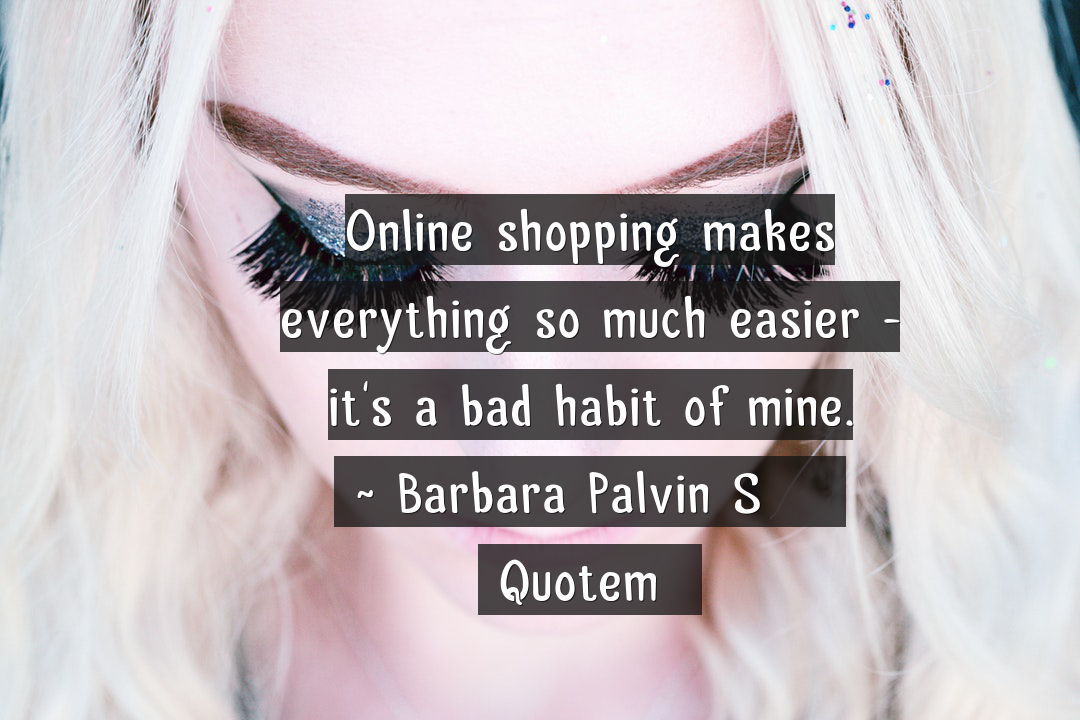 Online shopping makes
everything so much easier -
it's a bad habit of mine.
~ Barbara Palvin S
Quotem